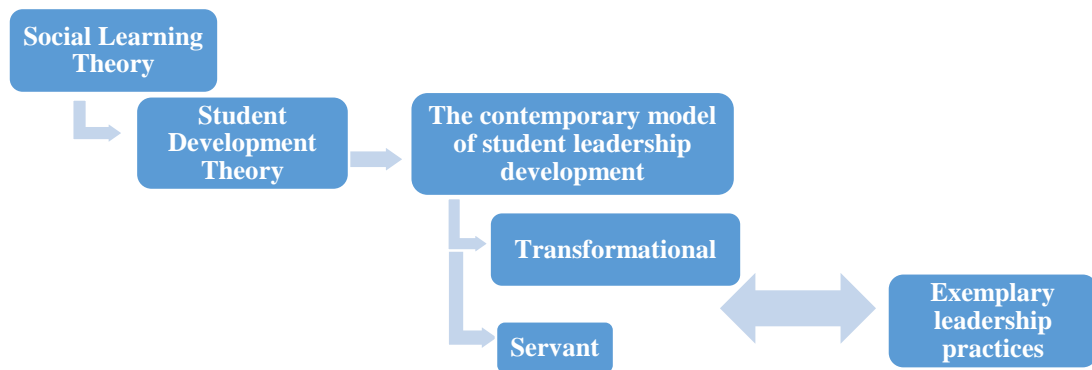 Social Learning
Theory
Student
Development
Theory
The contemporary model
of student leadership
development
Transformational
Servant
Exemplary
leadership
practices